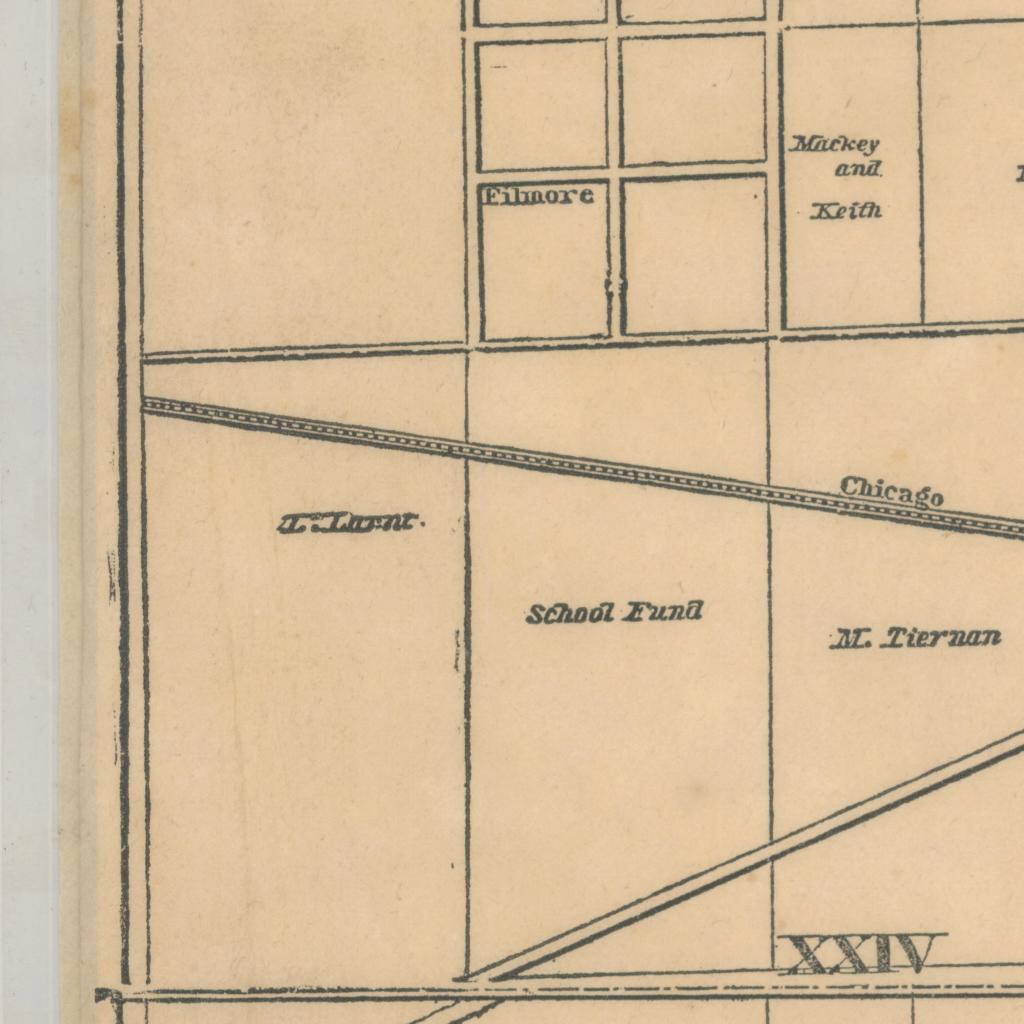 Mackey
and
Keith
Filmore
Chicago
School Fund
M. Tiernan
XXIV